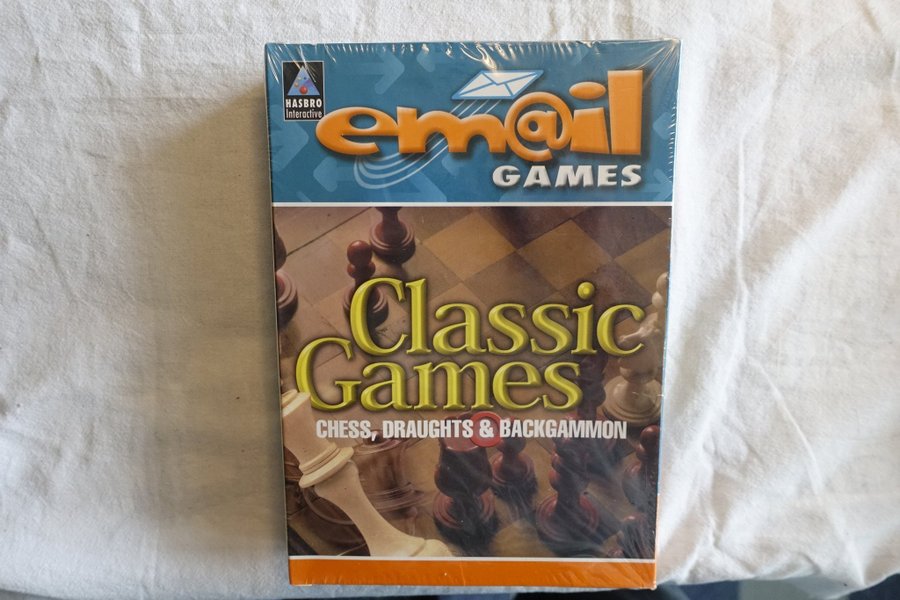 HASBRO
Interactive
em@il
GAMES
Classic
Games
CHESS, DRAUGHTS & BACKGAMMON